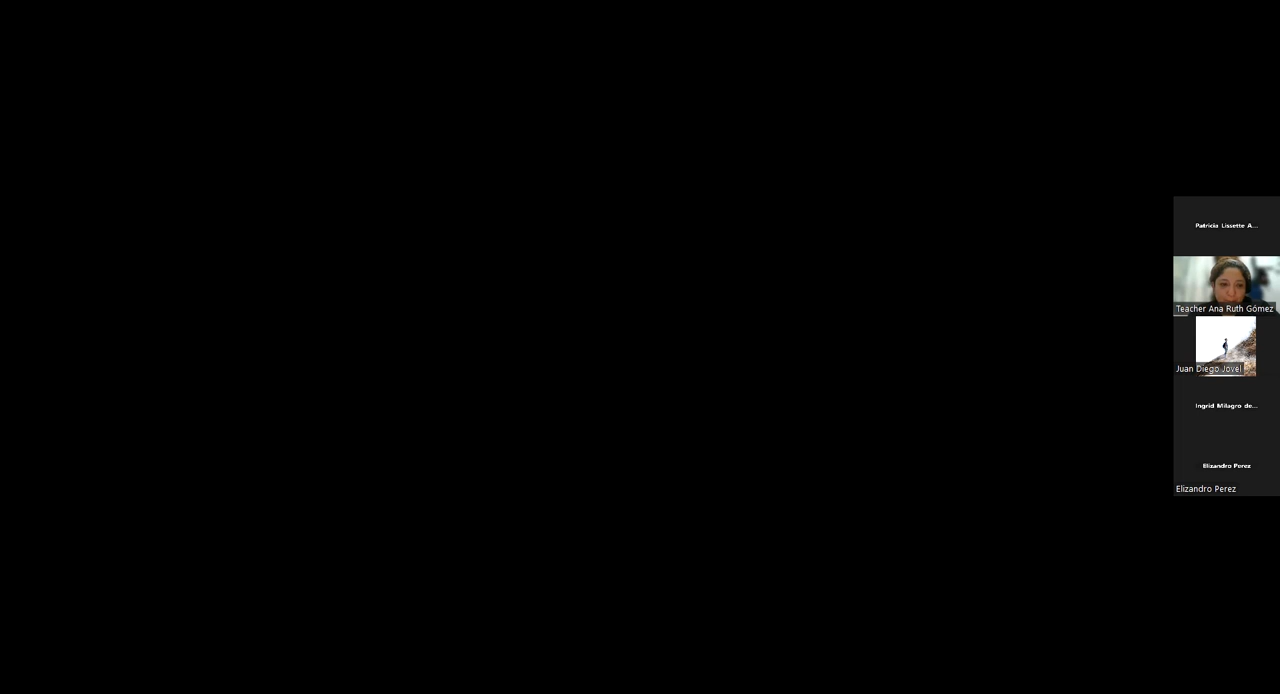 Patricia Lissette A...
Teacher Ana Ruth Gómez
Juan Diego Jovel
Ingrid Milagro de...
Elizandro Perez
Elizandro Perez